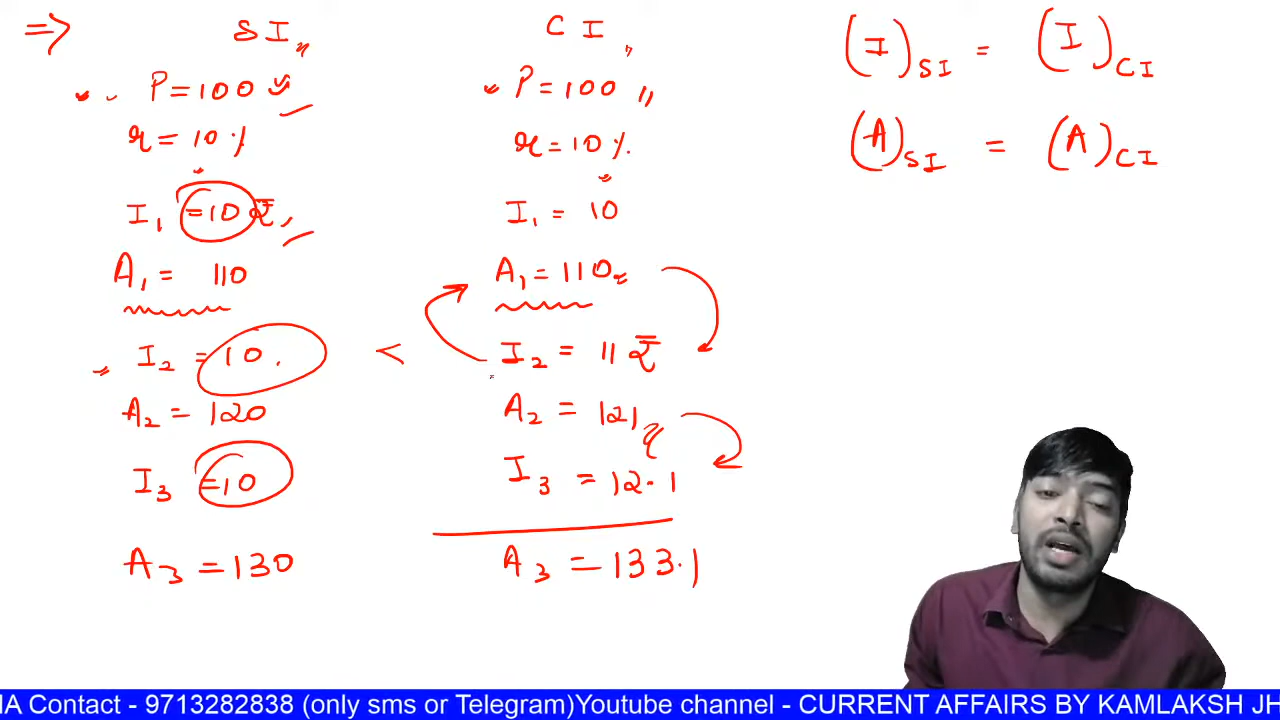 ⇒ SI
P = 100
r = 10%
I₁ = 10 ₹
A₁ = 110
I₂ = 10
A₂ = 120
I₃ = 10
A₃ = 130
CI
P = 100
r = 10%
I₁ = 10
A₁ = 110
<
I₂ = 11 ₹
A₂ = 121
I₃ = 12.1
A₃ = 133.1
(I)SI = (I)CI
(A)SI = (A)CI
IA Contact - 9713282838 (only sms or Telegram)Youtube channel - CURRENT AFFAIRS BY KAMLAKSH JH